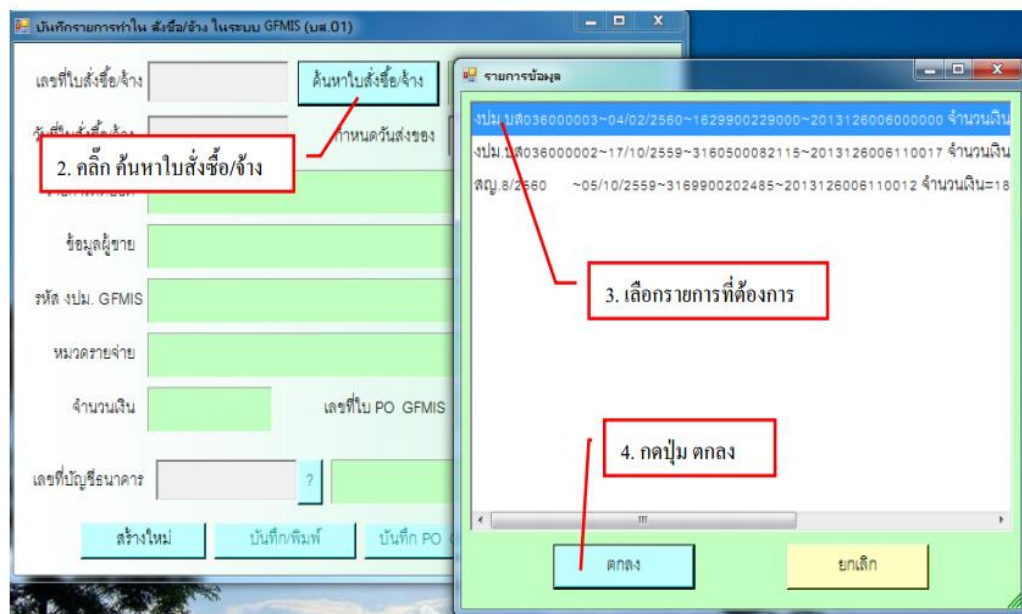 บันทึกรายการทำใบ สั่งซื้อ/จ้าง ในระบบ GFMIS (บส.01)
เลขที่ใบสั่งซื้อ/จ้าง
ค้นหาใบสั่งซื้อ/จ้าง
กำหนดวันส่งของ
2. คลิ๊ก ค้นหาใบสั่งซื้อ/จ้าง
ข้อมูลผู้ขาย
รหัส งปม. GFMIS
หมวดรายจ่าย
จำนวนเงิน
เลขที่ใบ PO GFMIS
เลขที่บัญชีธนาคาร
?
สร้างใหม่
บันทึก/พิมพ์
บันทึก PO
รายการข้อมูล
งปม.บส036000003~04/02/2560~1629900229000~2013126006000000 จำนวนเงิน
งปม.บส036000002~17/10/2559~3160500082115~2013126006110017 จำนวนเงิน
สญ.8/2560 ~05/10/2559~3169900202485~2013126006110012 จำนวนเงิน=18
3. เลือกรายการที่ต้องการ
4. กดปุ่ม ตกลง
ตกลง
ยกเลิก